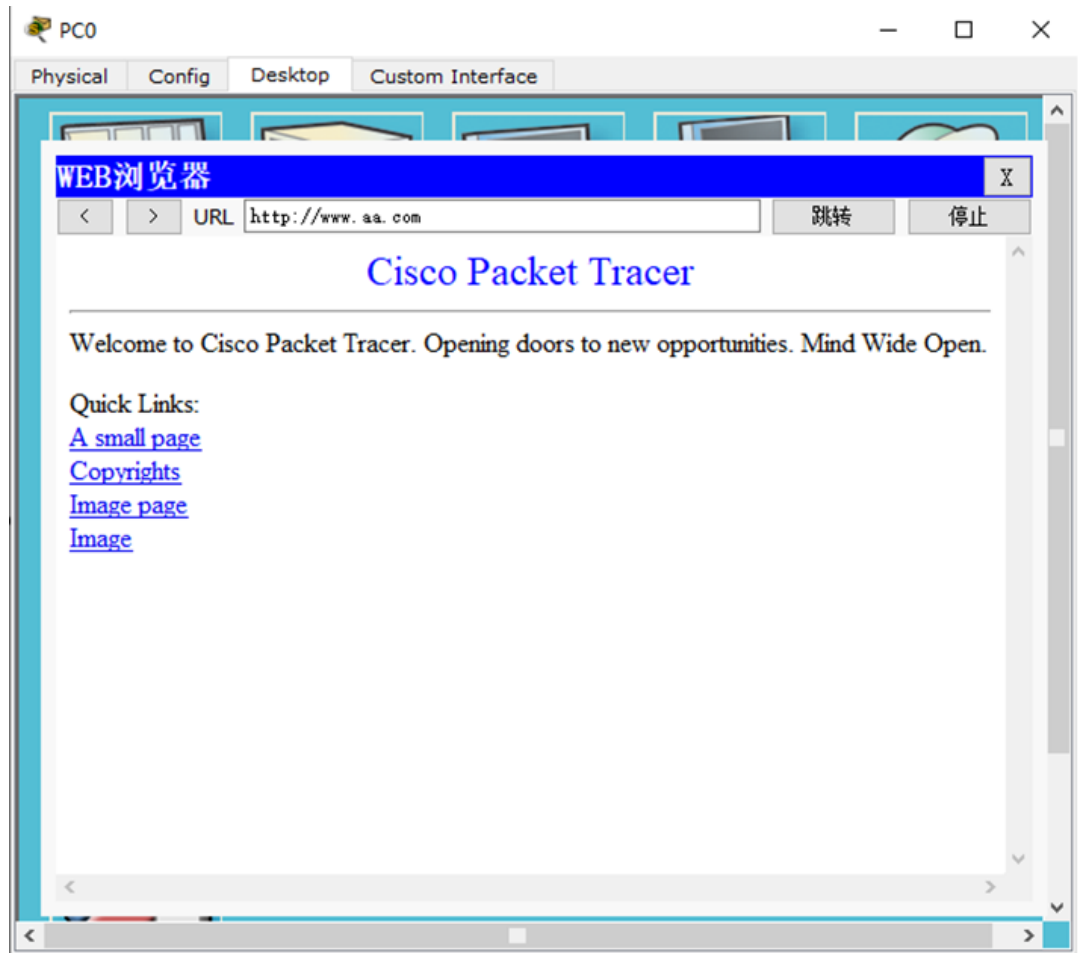 PC0
Physical Config Desktop Custom Interface
WEB浏览器 X
< > URL http://www.aa.com 跳转 停止
Cisco Packet Tracer
Welcome to Cisco Packet Tracer. Opening doors to new opportunities. Mind Wide Open.
Quick Links:
A small page
Copyrights
Image page
Image